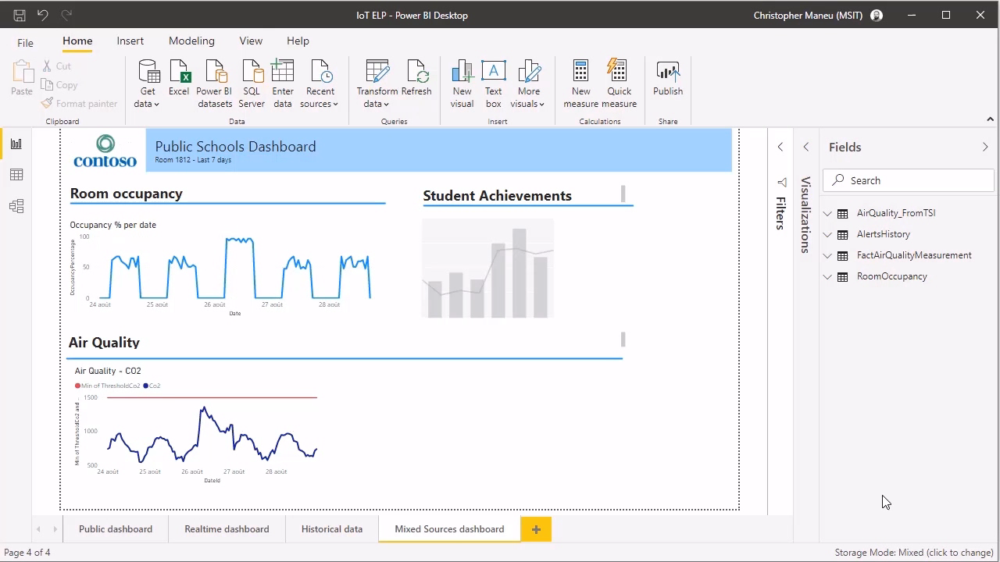 IoT ELP - Power BI Desktop
Christopher Maneu (MSIT)
File
Home
Insert
Modeling
View
Help
Paste
Cut
Copy
Format painter
Clipboard
Get data
Excel
Power BI datasets
SQL Server
Enter data
Recent sources
Data
Transform data
Refresh
Queries
New visual
Text box
More visuals
Insert
New measure
Quick measure
Calculations
Publish
Share
contoso
Public Schools Dashboard
Room 1812 - Last 7 days
Room occupancy
Occupancy % per date
OccupancyPercentage
100
50
0
24 août
25 août
26 août
27 août
28 août
Date
Student Achievements
Air Quality
Air Quality - CO2
Min of ThresholdCo2
Co2
Min of ThresholdCo2 and ..
1500
1000
500
24 août
25 août
26 août
27 août
28 août
DateId
Filters
Visualizations
Fields
Search
AirQuality_FromTSI
AlertsHistory
FactAirQualityMeasurement
RoomOccupancy
Public dashboard
Realtime dashboard
Historical data
Mixed Sources dashboard
Page 4 of 4
Storage Mode: Mixed (click to change)